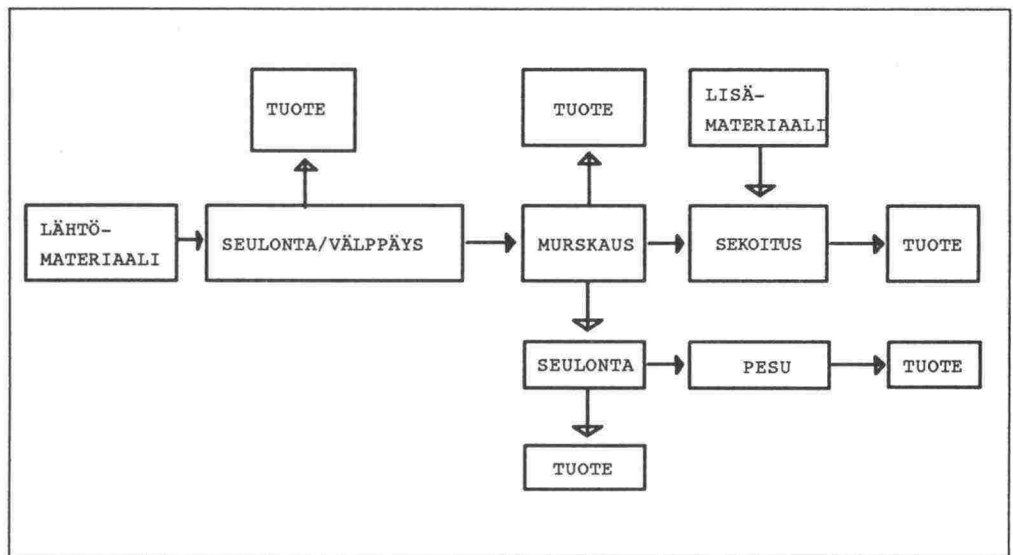 TUOTE
TUOTE
LISÄ-
MATERIAALI
LÄHTÖ-
MATERIAALI
SEULONTA/VÄLPPÄYS
MURSKAUS
SEKOITUS
TUOTE
SEULONTA
PESU
TUOTE
TUOTE